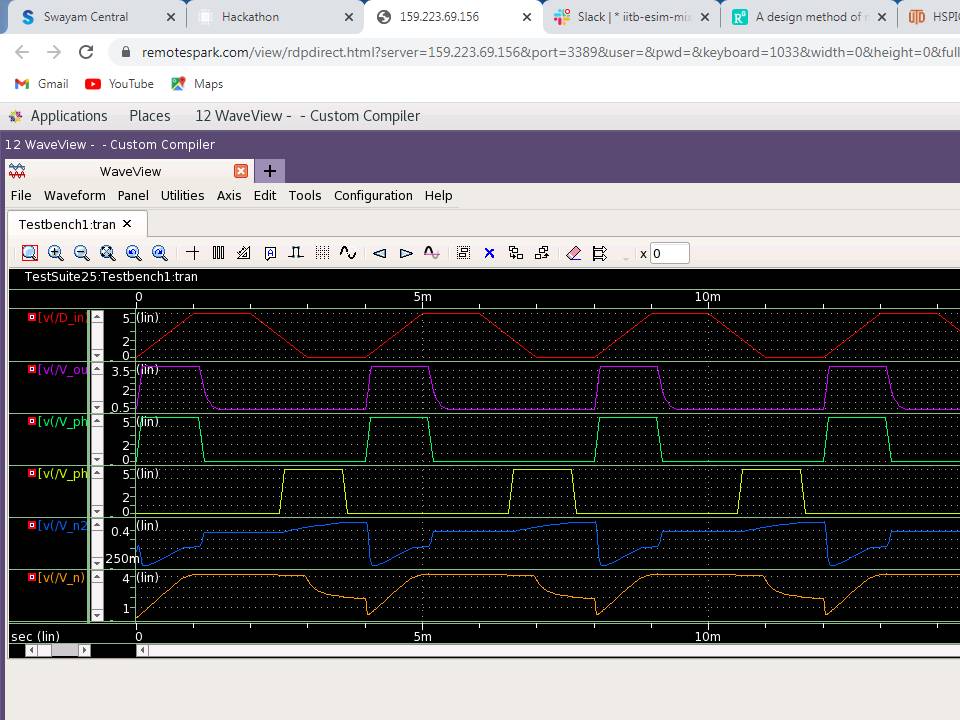 Swayam Central
Hackathon
159.223.69.156
Slack | * iitb-esim-mix
A design method of n
HSPIC
remotespark.com/view/rdpdirect.html?server=159.223.69.156&port=3389&user=&pwd=&keyboard=1033&width=0&height=0&full
Gmail YouTube Maps
Applications Places 12 WaveView - - Custom Compiler
12 WaveView - - Custom Compiler
WaveView
File Waveform Panel Utilities Axis Edit Tools Configuration Help
Testbench1:tran
x 0
TestSuite25:Testbench1:tran
0 5m 10m
[v(/D_in 5 (lin)
2
0
[v(/V_ou 3.5 (lin)
2
0.5
[v(/V_ph 5 (lin)
2
0
[v(/V_ph 5 (lin)
2
0
[v(/V_n2 0.4 (lin)
250m
[v(/V_n) 4 (lin)
1
sec (lin) 0 5m 10m